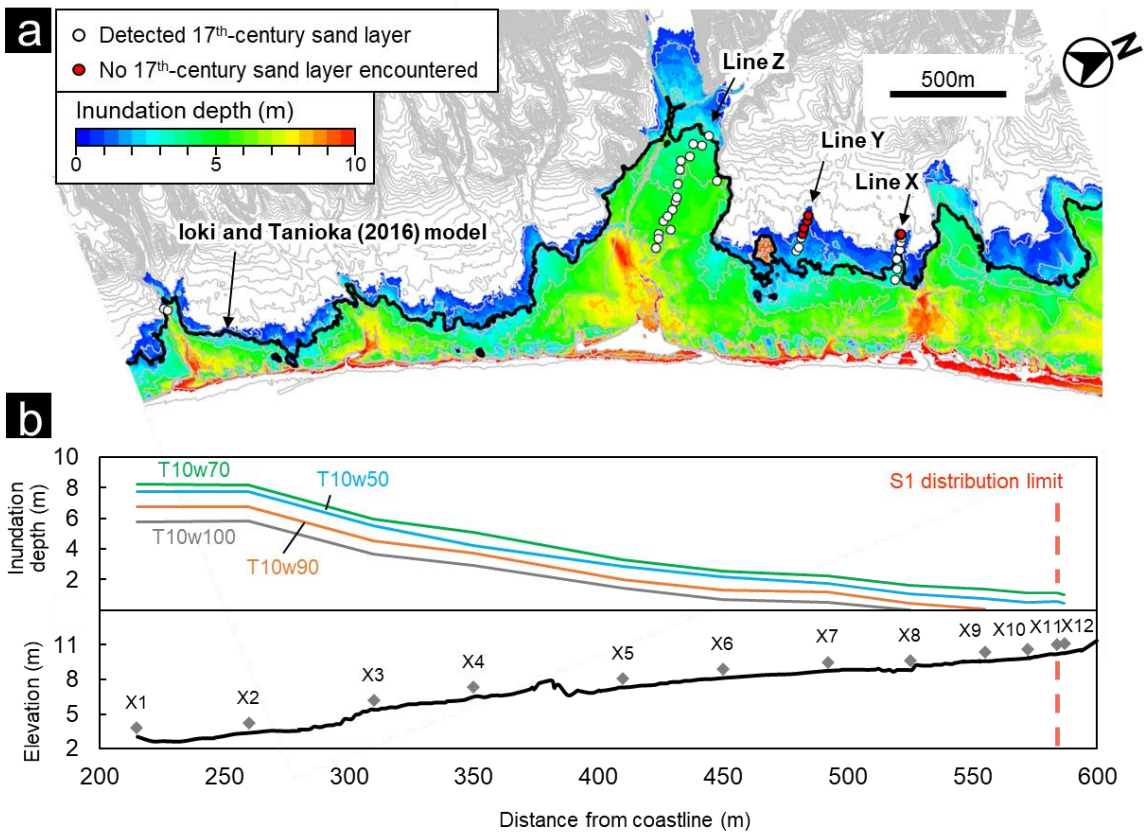 a
Detected 17th-century sand layer
No 17th-century sand layer encountered
Inundation depth (m)
0 5 10
Line Z
500m
N
Line Y
Line X
Ioki and Tanioka (2016) model
b
Inundation
depth (m)
10
8
6
4
2
T10w70
T10w50
T10w100
T10w90
S1 distribution limit
Elevation (m)
11
8
5
2
X1
X2
X3
X4
X5
X6
X7
X8
X9
X10
X11
X12
200 250 300 350 400 450 500 550 600
Distance from coastline (m)